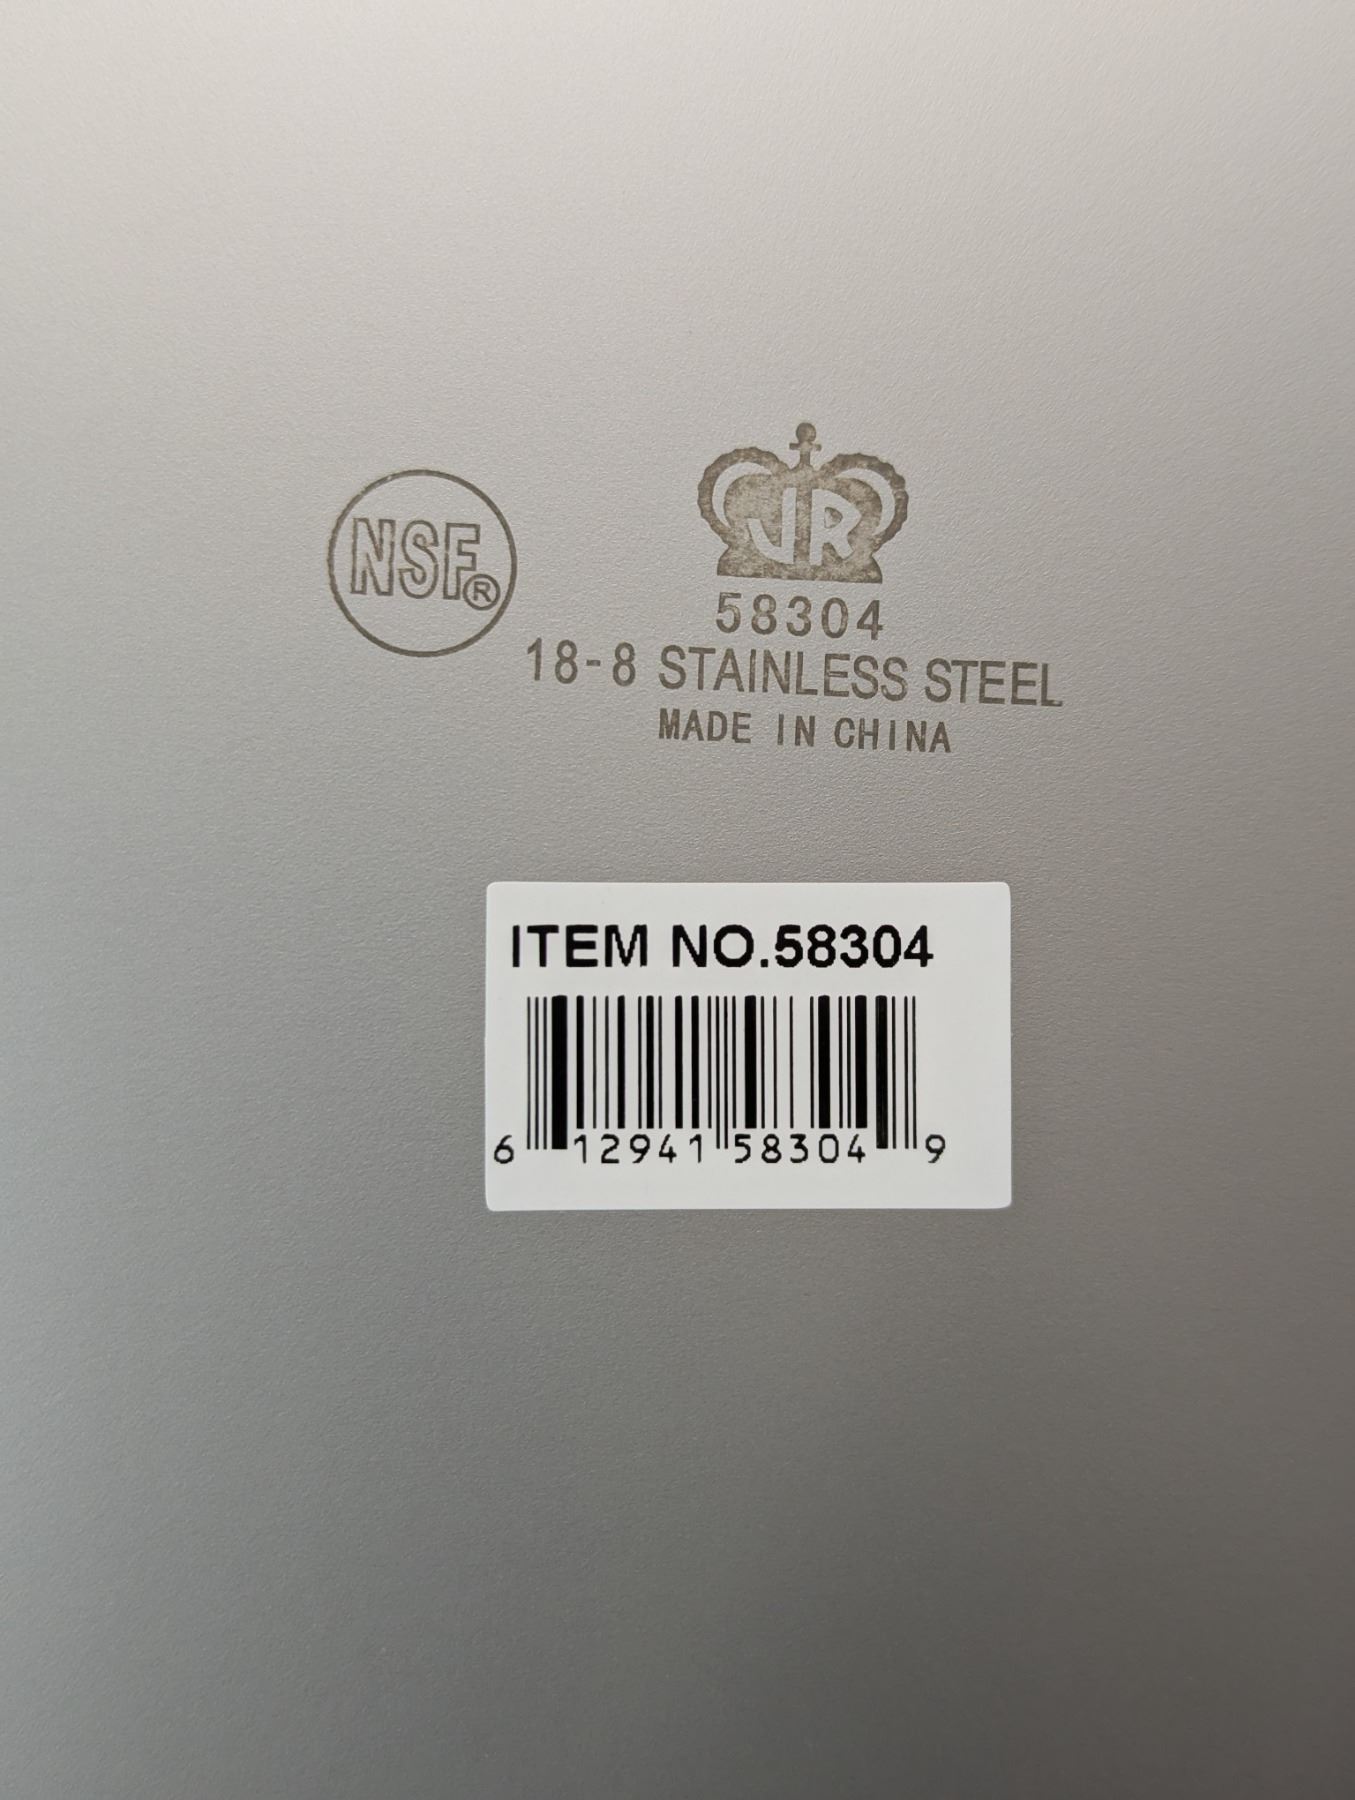 NSF®
JR
58304
18-8 STAINLESS STEEL
MADE IN CHINA
ITEM NO.58304
6 12941 58304 9